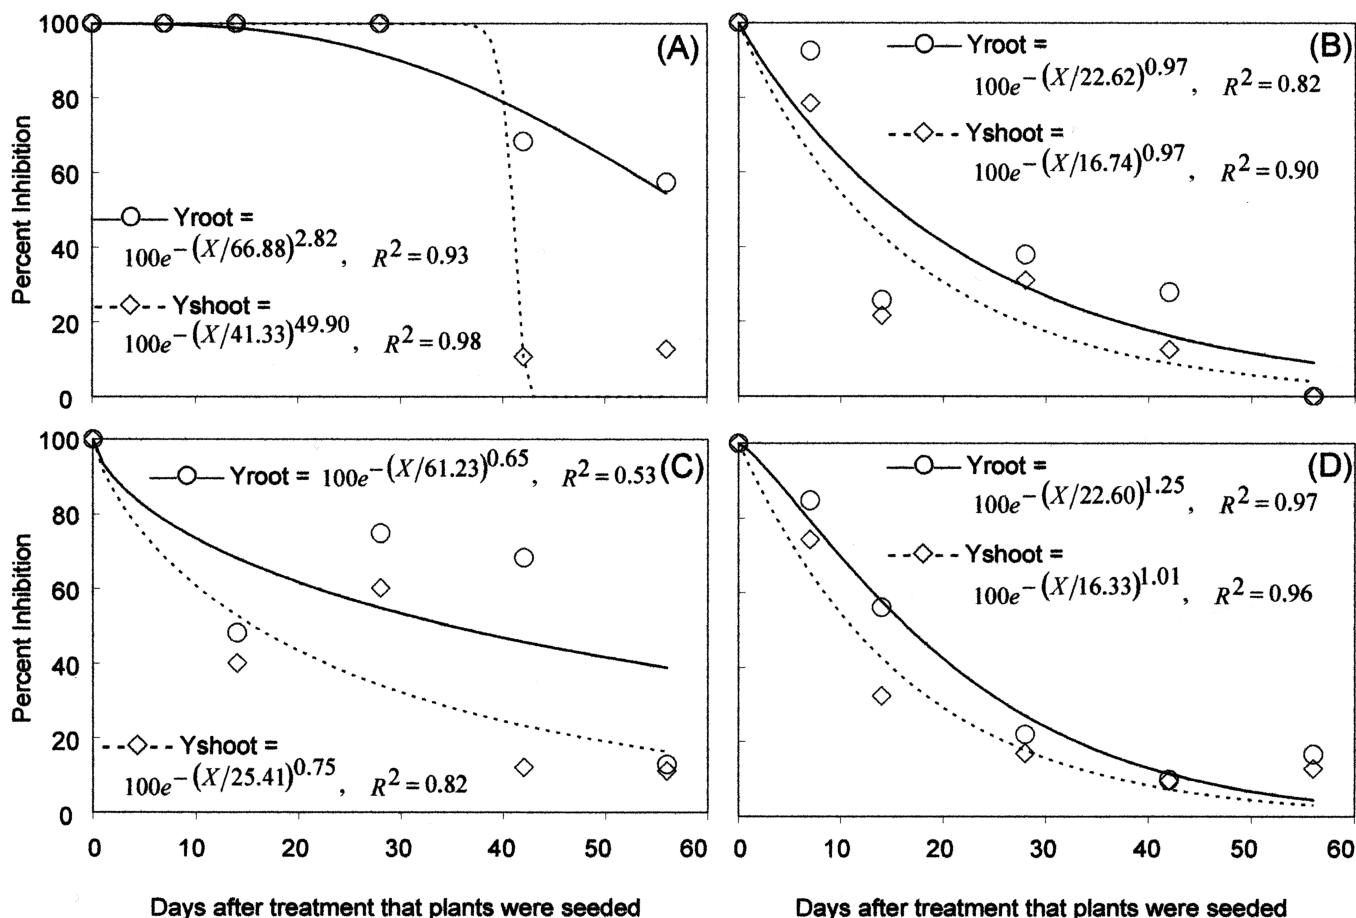 100
80
60
40
20
0
Percent Inhibition
(A)
Yroot =
100e^{−(X/66.88)^{2.82}}, R² = 0.93
Yshoot =
100e^{−(X/41.33)^{49.90}}, R² = 0.98
(B)
Yroot =
100e^{−(X/22.62)^{0.97}}, R² = 0.82
Yshoot =
100e^{−(X/16.74)^{0.97}}, R² = 0.90
100
80
60
40
20
0
Percent Inhibition
(C)
Yroot = 100e^{−(X/61.23)^{0.65}}, R² = 0.53
Yshoot =
100e^{−(X/25.41)^{0.75}}, R² = 0.82
0 10 20 30 40 50 60
Days after treatment that plants were seeded
(D)
Yroot =
100e^{−(X/22.60)^{1.25}}, R² = 0.97
Yshoot =
100e^{−(X/16.33)^{1.01}}, R² = 0.96
0 10 20 30 40 50 60
Days after treatment that plants were seeded